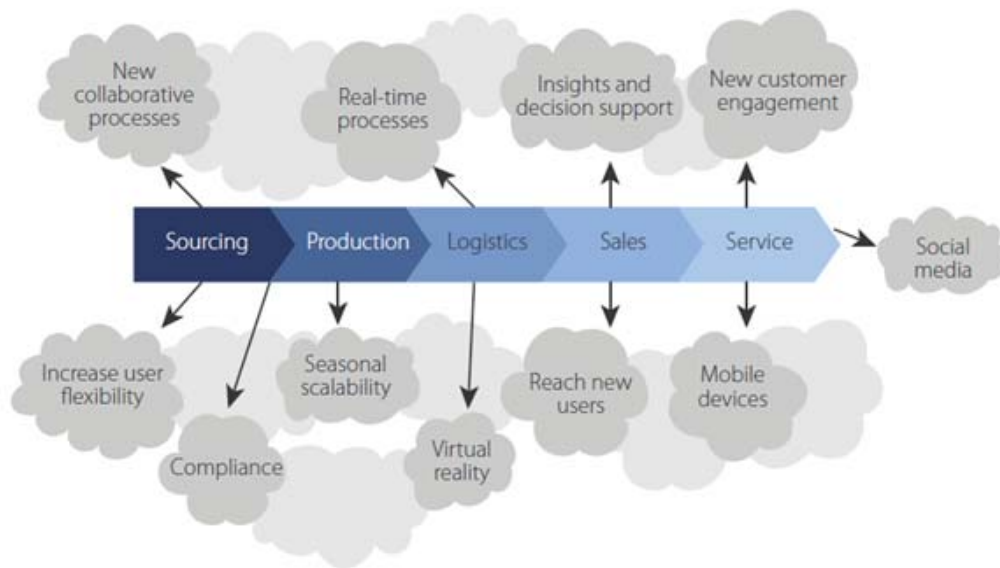 New
collaborative
processes
Real-time
processes
Insights and
decision support
New customer
engagement
Sourcing
Production
Logistics
Sales
Service
Social
media
Increase user
flexibility
Compliance
Seasonal
scalability
Virtual
reality
Reach new
users
Mobile
devices